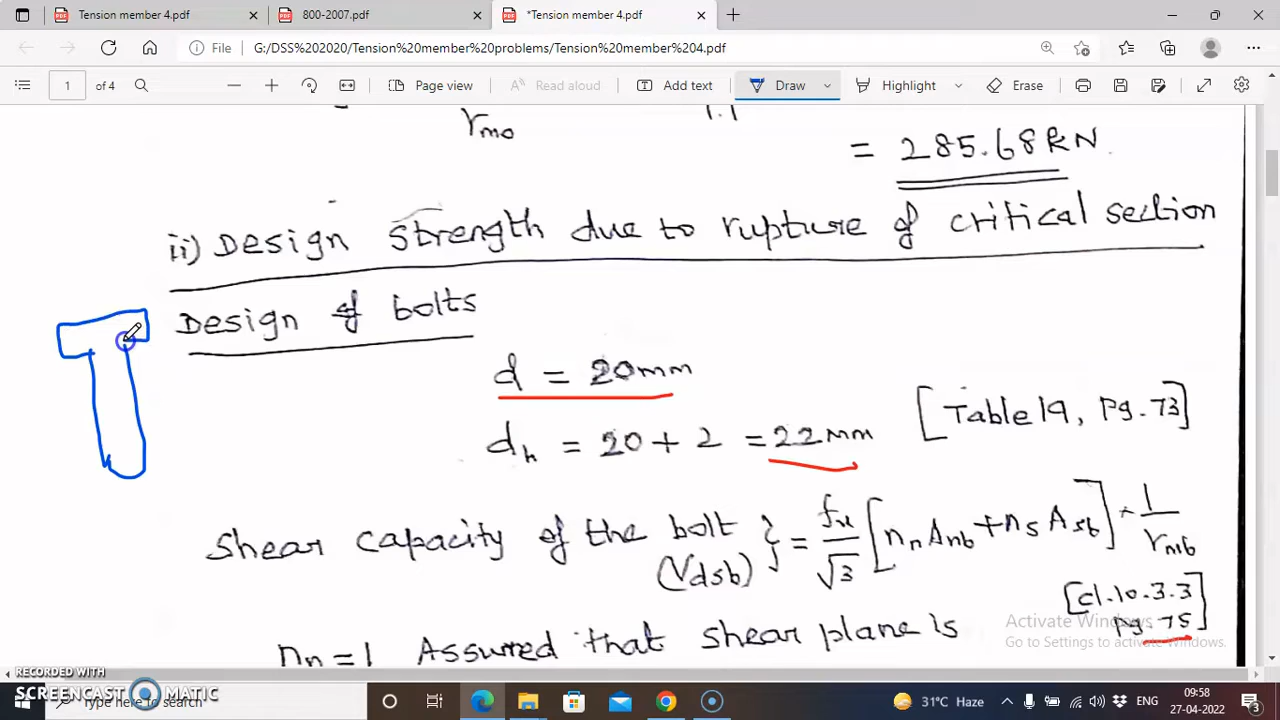 Tension member 4.pdf
800-2007.pdf
*Tension member 4.pdf
File
G:/DSS%202020/Tension%20member%20problems/Tension%20member%204.pdf
1 of 4
Page view
Read aloud
Add text
Draw
Highlight
Erase
γmo 1.1
= 285.68 kN
ii) Design strength due to rupture of critical section
Design of bolts
d = 20mm
dh = 20 + 2 = 22mm [Table 19, Pg. 73]
Shear capacity of the bolt (Vdsb) } = fu/√3 [nn Anb + ns Asb] * 1/γmb
[cl. 10.3.3
Pg 75]
nn = 1 Assumed that shear plane is
Activate Windows
Go to Settings to activate Windows.
RECORDED WITH
SCREENCAST MATIC
Type here to search
31°C Haze
ENG
09:58
27-04-2022
3